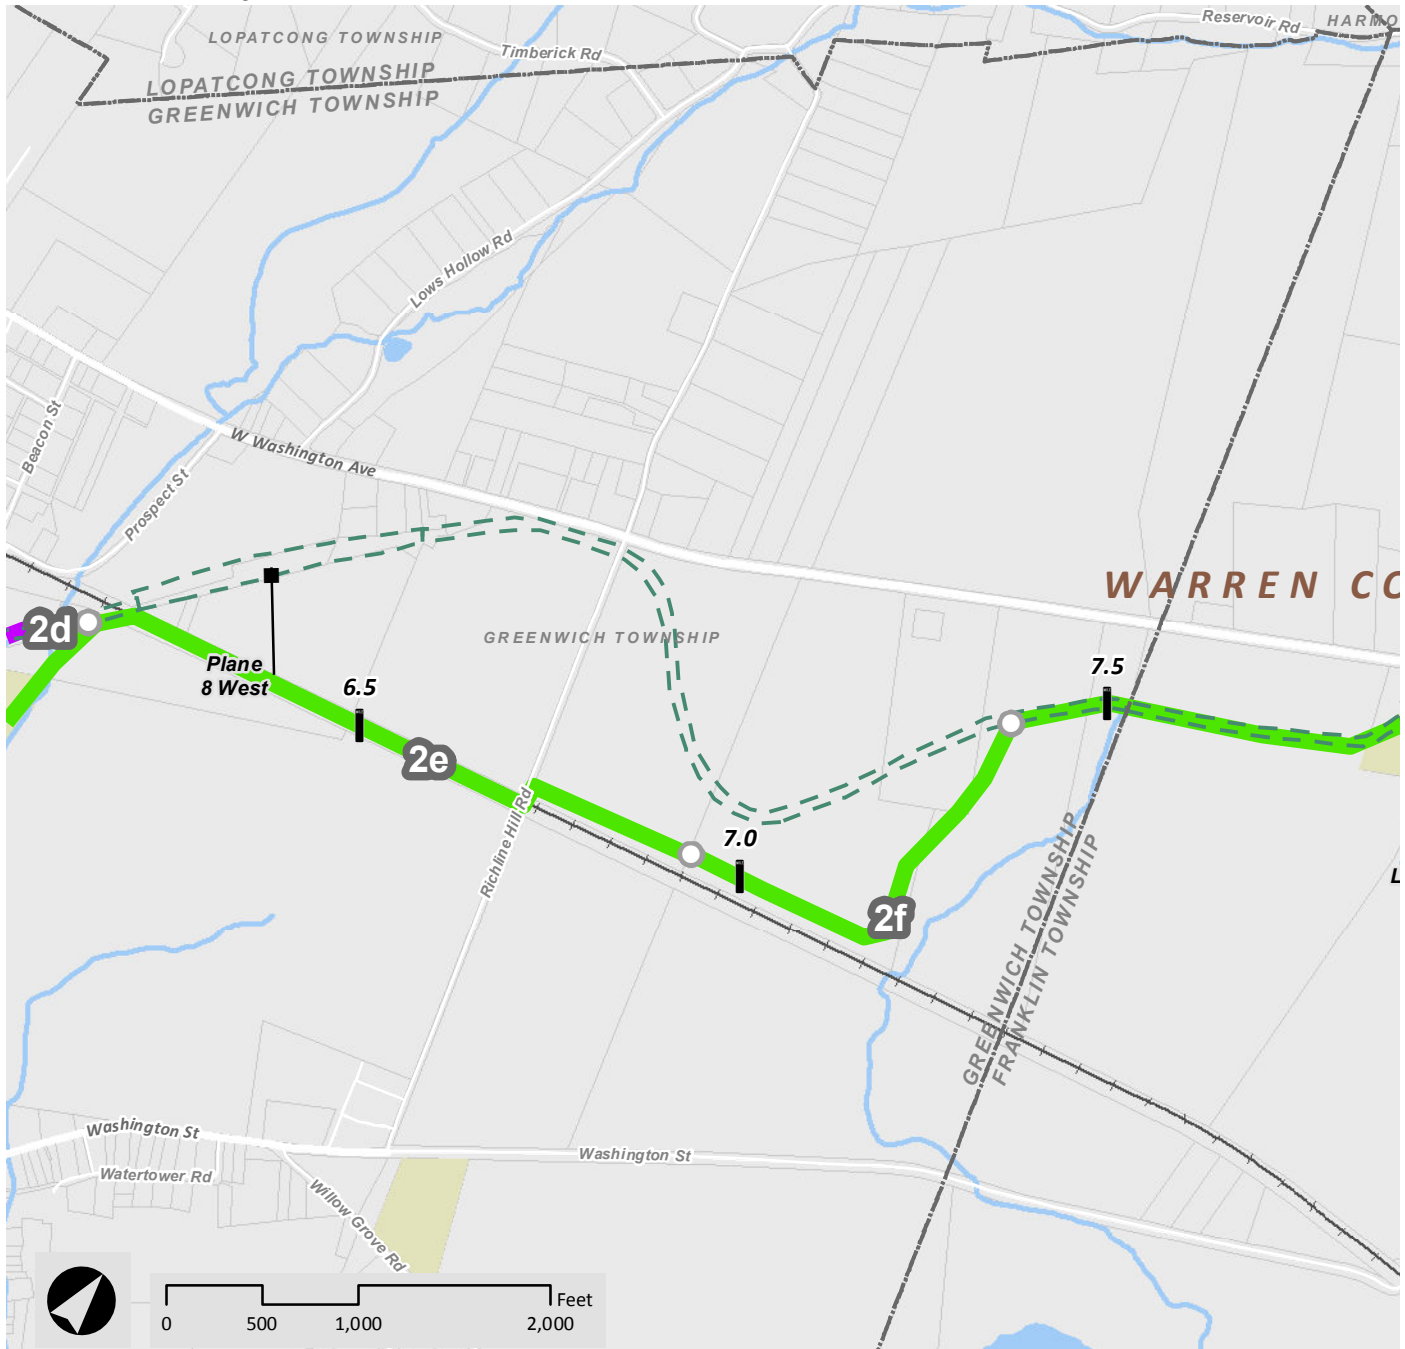 Reservoir Rd
HARMO
LOPATCONG TOWNSHIP
Timberick Rd
LOPATCONG TOWNSHIP
GREENWICH TOWNSHIP
Lows Hollow Rd
Beacon St
W Washington Ave
Prospect St
WARREN CO
2d
GREENWICH TOWNSHIP
Plane
8 West
6.5
7.5
2e
Richline Hill Rd
7.0
2f
L
GREENWICH TOWNSHIP
FRANKLIN TOWNSHIP
Washington St
Washington St
Watertower Rd
Willow Grove Rd
Feet
0 500 1,000 2,000